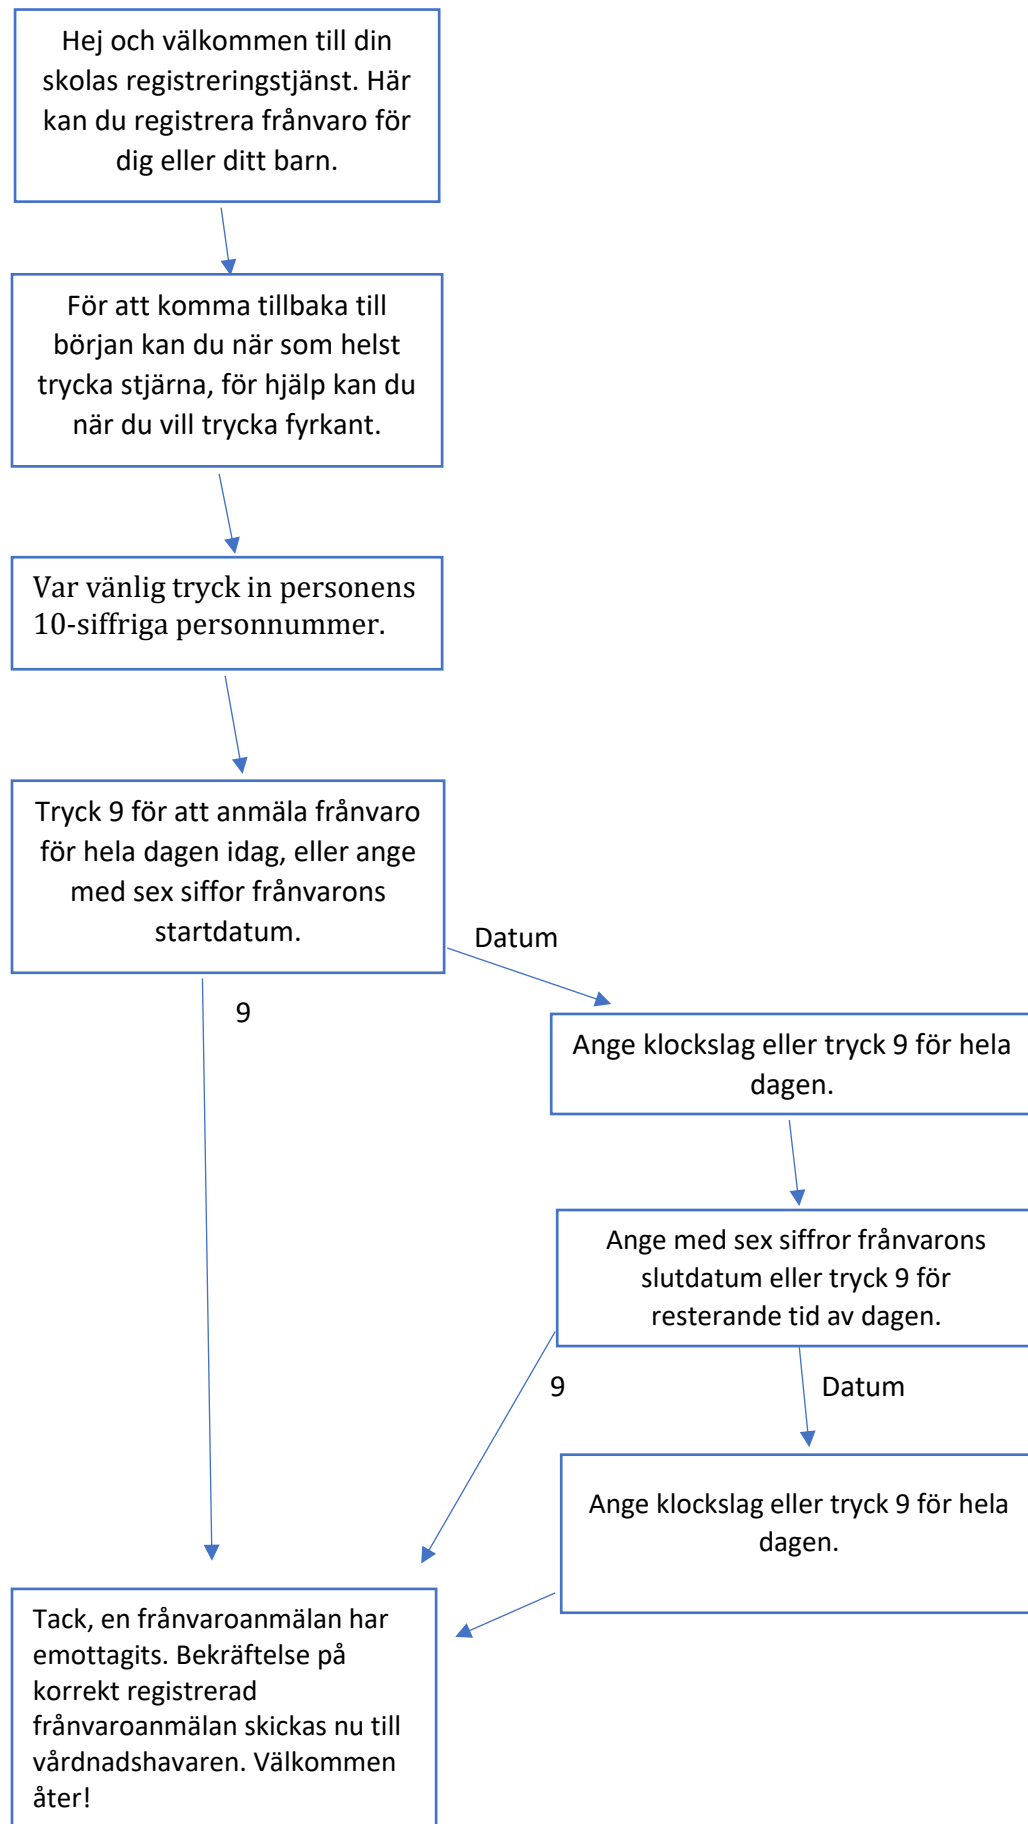 Hej och välkommen till din
skolas registreringstjänst. Här
kan du registrera frånvaro för
dig eller ditt barn.
För att komma tillbaka till
början kan du när som helst
trycka stjärna, för hjälp kan du
när du vill trycka fyrkant.
Var vänlig tryck in personens
10-siffriga personnummer.
Tryck 9 för att anmäla frånvaro
för hela dagen idag, eller ange
med sex siffor frånvarons
startdatum.
Datum
9
Ange klockslag eller tryck 9 för hela
dagen.
Ange med sex siffror frånvarons
slutdatum eller tryck 9 för
resterande tid av dagen.
9
Datum
Ange klockslag eller tryck 9 för hela
dagen.
Tack, en frånvaroanmälan har
emottagits. Bekräftelse på
korrekt registrerad
frånvaroanmälan skickas nu till
vårdnadshavaren. Välkommen
åter!